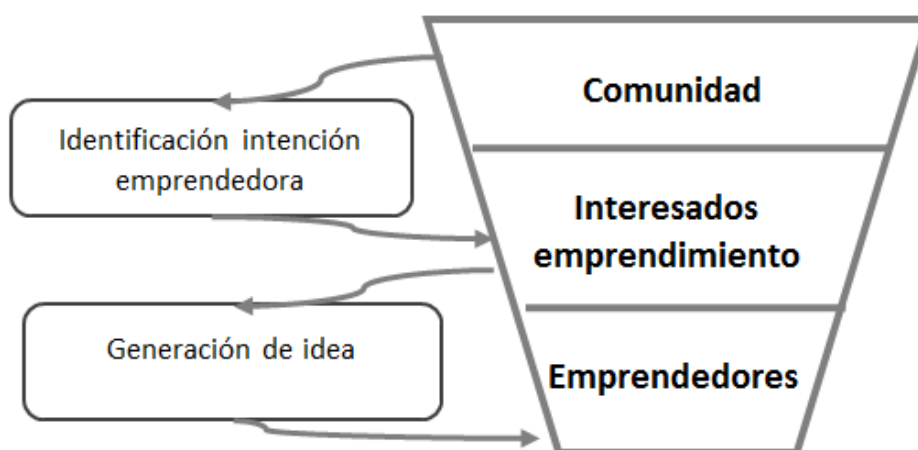 Comunidad
Identificación intención
emprendedora
Interesados
emprendimiento
Generación de idea
Emprendedores